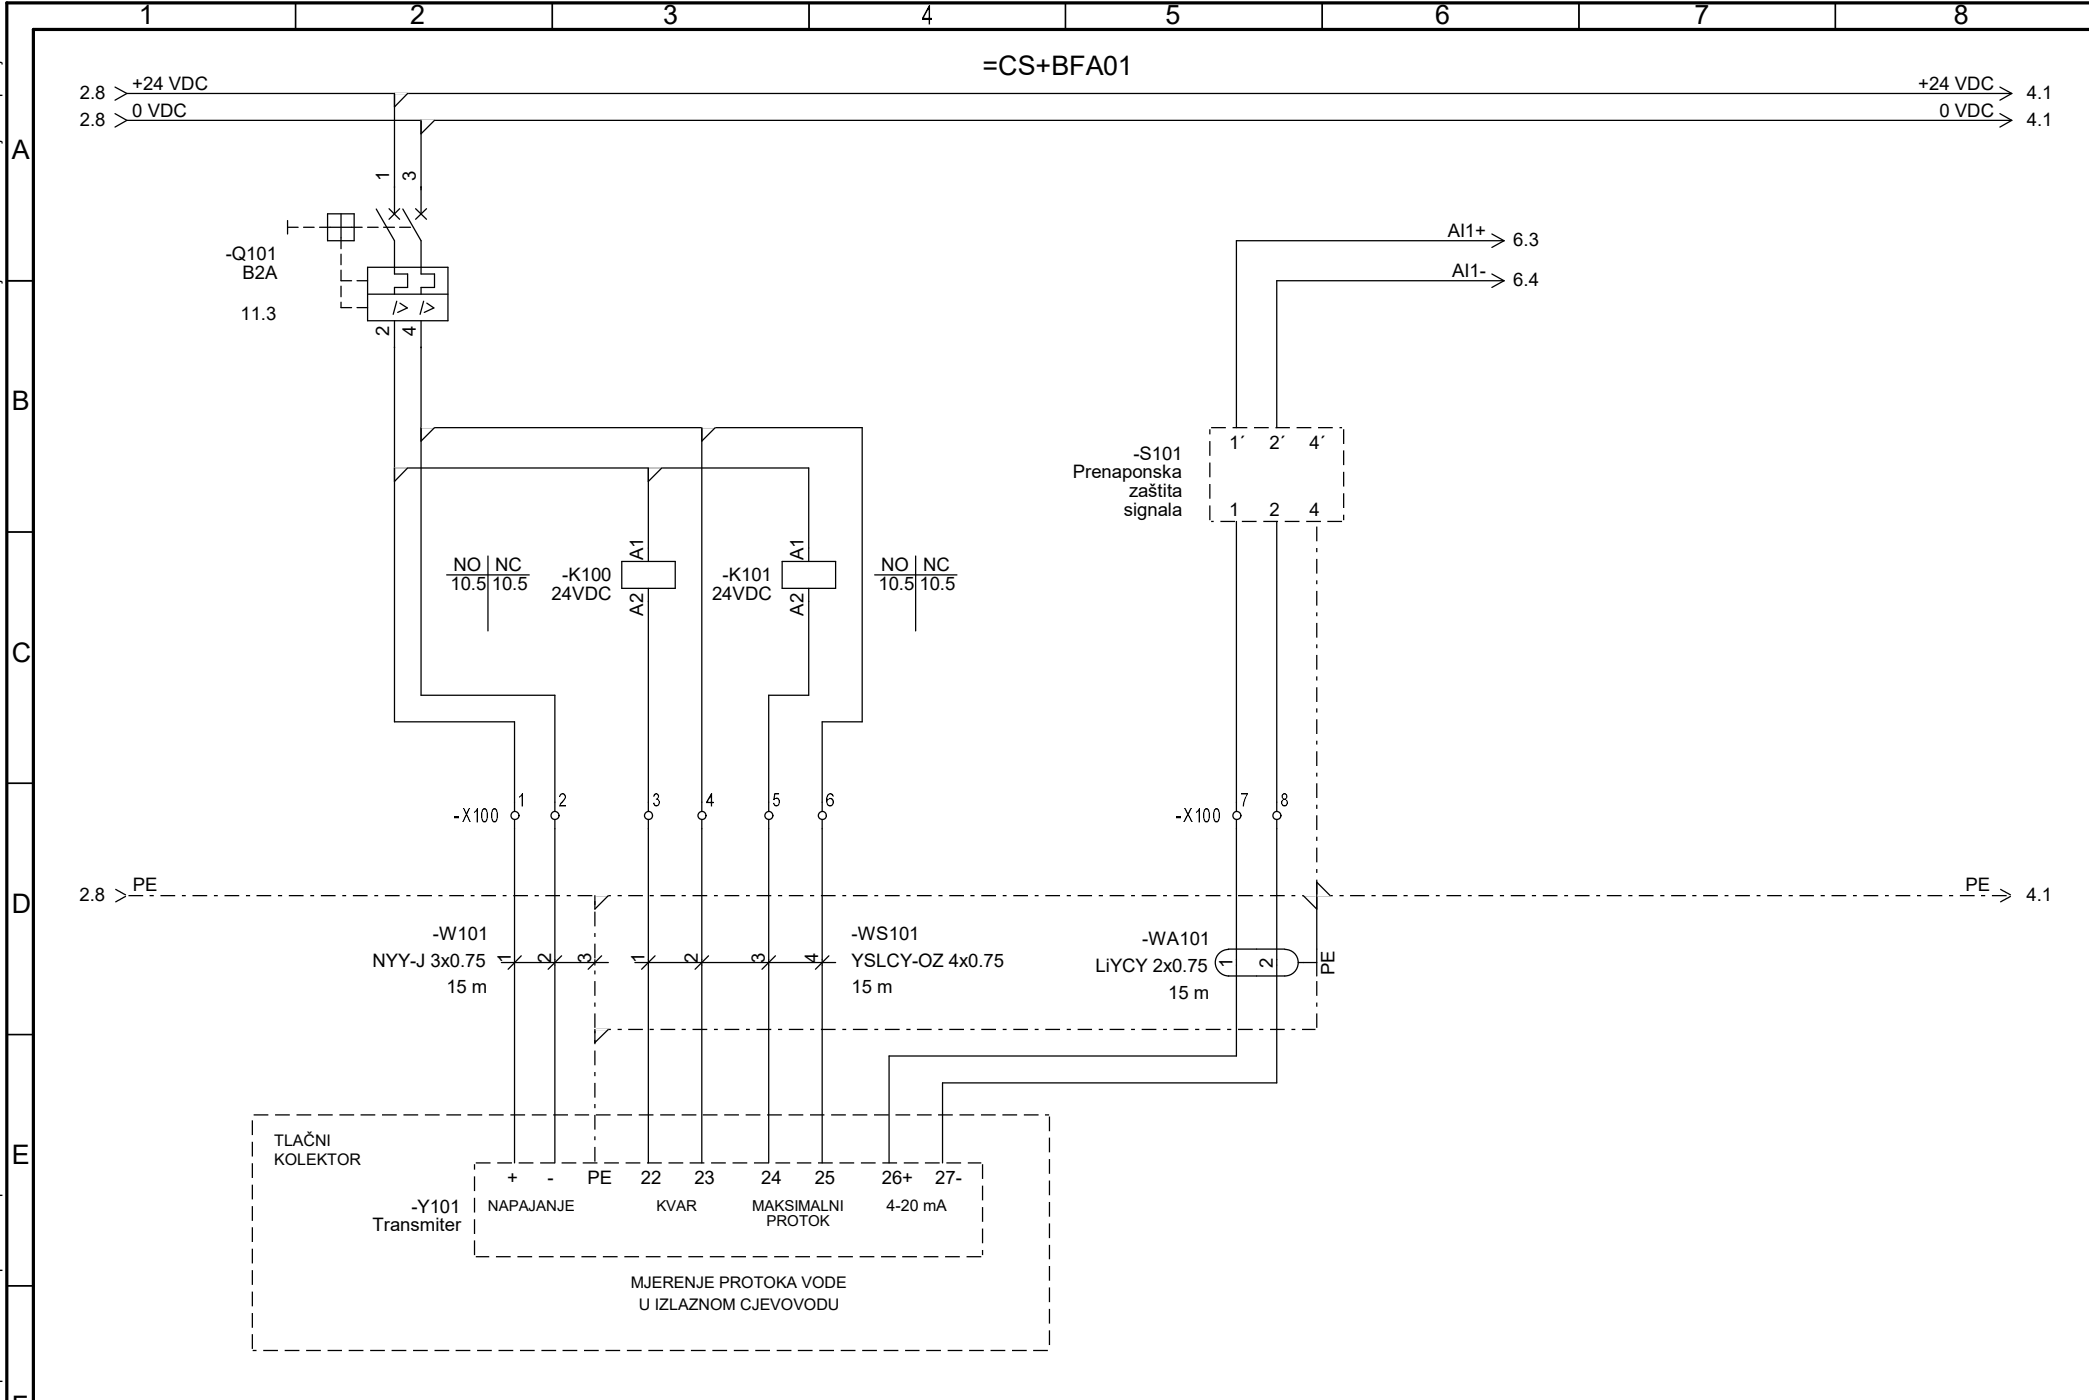 1 2 3 4 5 6 7 8
=CS+BFA01
2.8 +24 VDC +24 VDC 4.1
2.8 0 VDC 0 VDC 4.1
A
1 3
-Q101
B2A
11.3
2 4
AI1+ 6.3
AI1- 6.4
B
-S101
Prenaponska
zaštita
signala
1´ 2´ 4´
1 2 4
NO NC
10.5 10.5
-K100
24VDC
A1
A2
-K101
24VDC
A1
A2
NO NC
10.5 10.5
C
-X100 1 2 3 4 5 6
-X100 7 8
D
2.8 PE PE 4.1
-W101
NYY-J 3x0.75
15 m
1 2 3
1 2 3 4
-WS101
YSLCY-OZ 4x0.75
15 m
-WA101
LiYCY 2x0.75
15 m
1 2 PE
E
TLAČNI
KOLEKTOR
-Y101
Transmiter
+ - PE 22 23 24 25 26+ 27-
NAPAJANJE KVAR MAKSIMALNI
PROTOK
4-20 mA
MJERENJE PROTOKA VODE
U IZLAZNOM CJEVOVODU